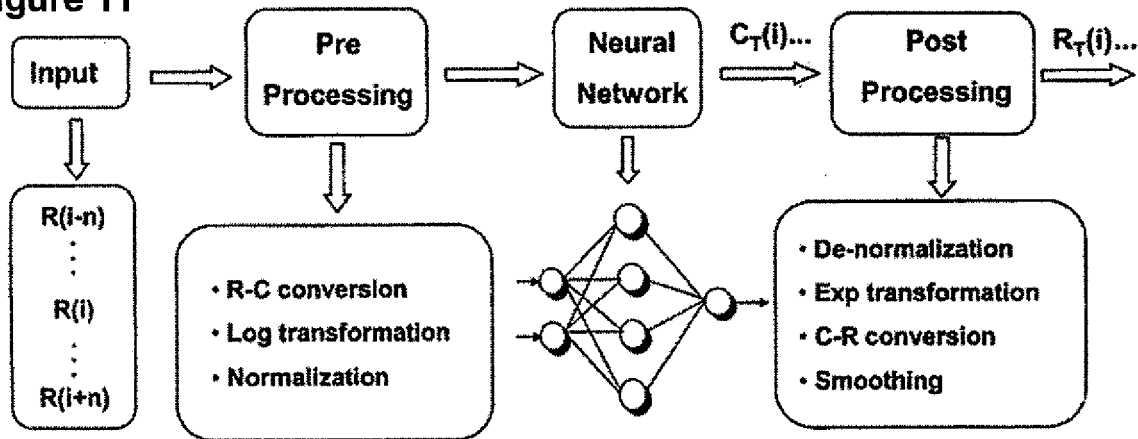 Figure 11
Input
Pre
Processing
Neural
Network
C_T(i)...
Post
Processing
R_T(i)...
R(i-n)
R(i)
R(i+n)
• R-C conversion
• Log transformation
• Normalization
• De-normalization
• Exp transformation
• C-R conversion
• Smoothing